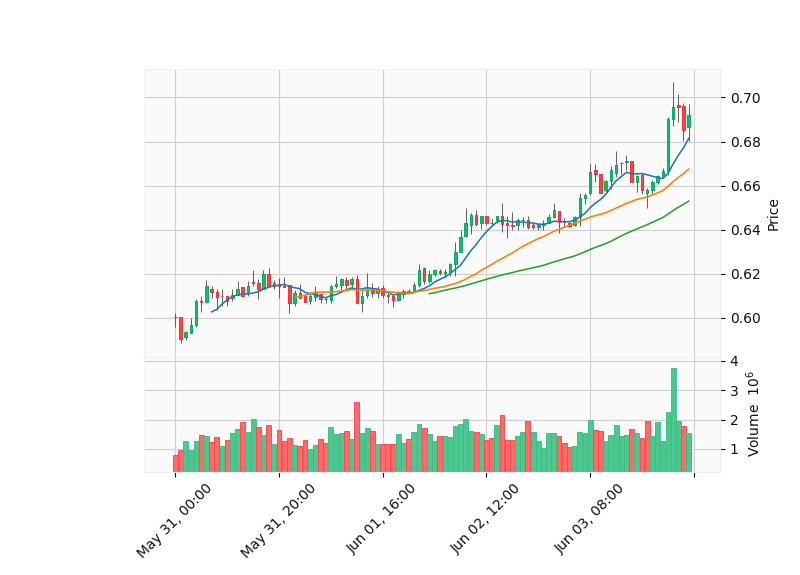 0.70
0.68
0.66
0.64
0.62
0.60
Price
4
3
2
1
Volume 10^6
May 31, 00:00
May 31, 20:00
Jun 01, 16:00
Jun 02, 12:00
Jun 03, 08:00